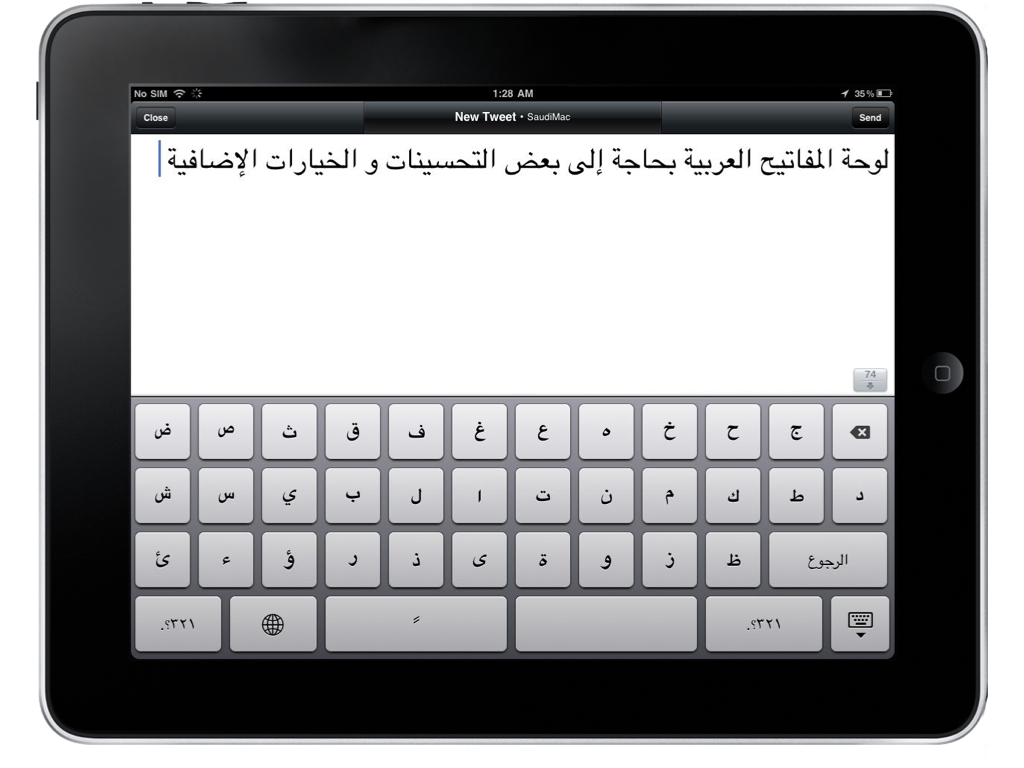 No SIM 1:28 AM 35%
Close New Tweet • SaudiMac Send
لوحة المفاتيح العربية بحاجة إلى بعض التحسينات و الخيارات الإضافية
74
ض ص ث ق ف غ ع ه خ ح ج
ش س ي ب ل ا ت ن م ك ط د
ئ ء ؤ ر ذ ى ة و ز ظ الرجوع
.؟٣٢١ ً .؟٣٢١